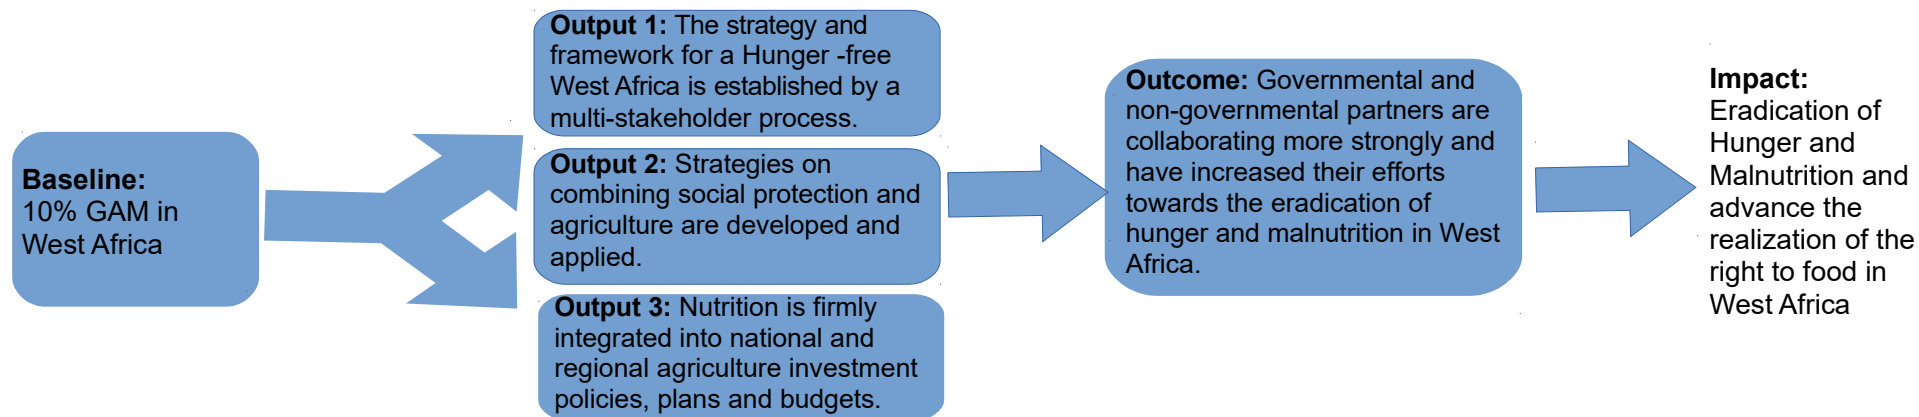 Baseline:
10% GAM in
West Africa
Output 1: The strategy and
framework for a Hunger -free
West Africa is established by a
multi-stakeholder process.
Output 2: Strategies on
combining social protection and
agriculture are developed and
applied.
Output 3: Nutrition is firmly
integrated into national and
regional agriculture investment
policies, plans and budgets.
Outcome: Governmental and
non-governmental partners are
collaborating more strongly and
have increased their efforts
towards the eradication of
hunger and malnutrition in West
Africa.
Impact:
Eradication of
Hunger and
Malnutrition and
advance the
realization of the
right to food in
West Africa